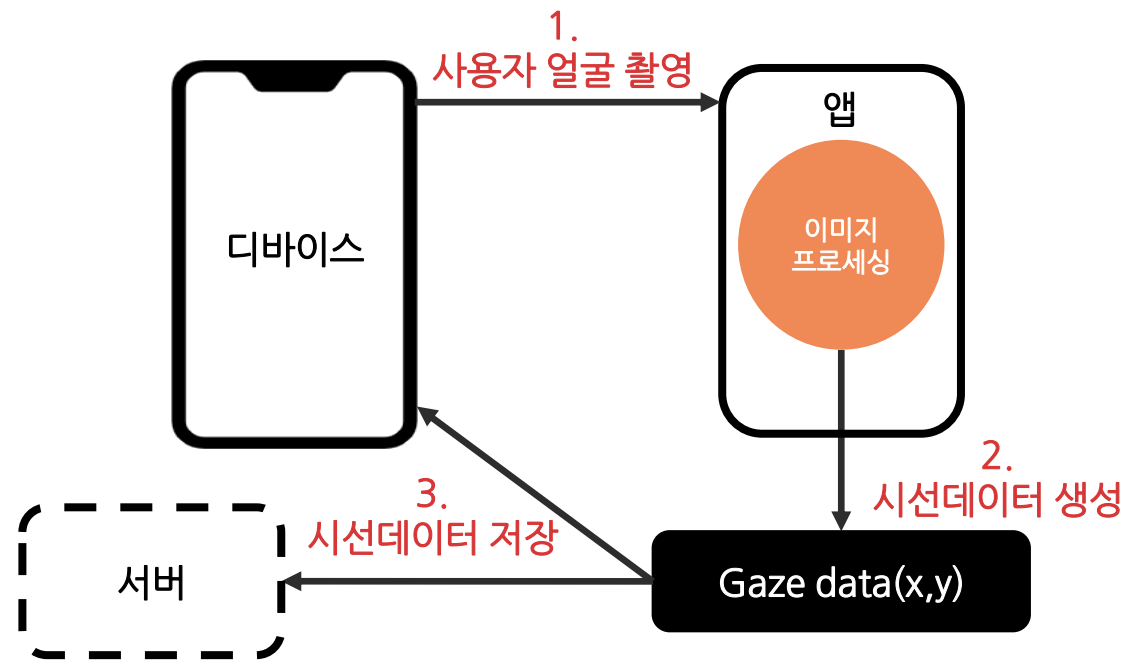 1.
사용자 얼굴 촬영
앱
이미지
프로세싱
디바이스
2.
시선데이터 생성
3.
시선데이터 저장
서버
Gaze data(x,y)